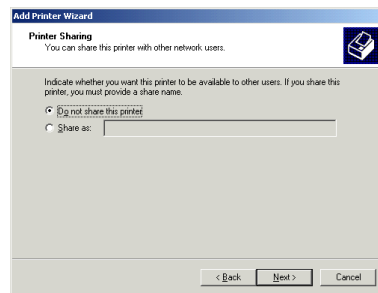 Add Printer Wizard
Printer Sharing
You can share this printer with other network users.
Indicate whether you want this printer to be available to other users. If you share this
printer, you must provide a share name.
Do not share this printer
Share as:
< Back
Next >
Cancel